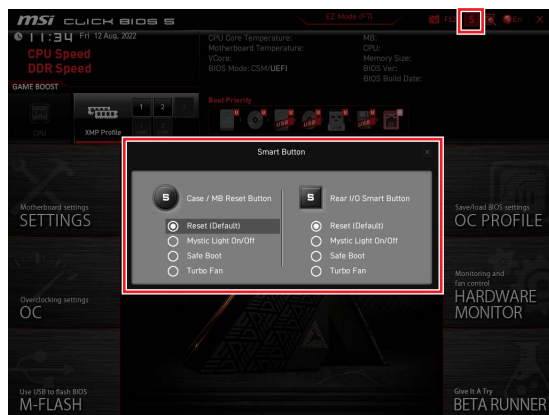 msi CLICK BIOS 5
EZ Mode (F7)
F12 S En X
11:34 Fri 12 Aug, 2022
CPU Speed
DDR Speed
CPU Core Temperature:
Motherboard Temperature:
VCore:
BIOS Mode: CSM/UEFI
MB:
CPU:
Memory Size:
BIOS Ver:
BIOS Build Date:
GAME BOOST
CPU
XMP Profile
1 2
Boot Priority
U U U U U U U
USB USB USB
Smart Button
S Case / MB Reset Button
Reset (Default)
Mystic Light On/Off
Safe Boot
Turbo Fan
S Rear I/O Smart Button
Reset (Default)
Mystic Light On/Off
Safe Boot
Turbo Fan
Motherboard settings
SETTINGS
Overclocking settings
OC
Use USB to flash BIOS
M-FLASH
Save/load BIOS settings
OC PROFILE
Monitoring and
fan control
HARDWARE
MONITOR
Give It A Try
BETA RUNNER